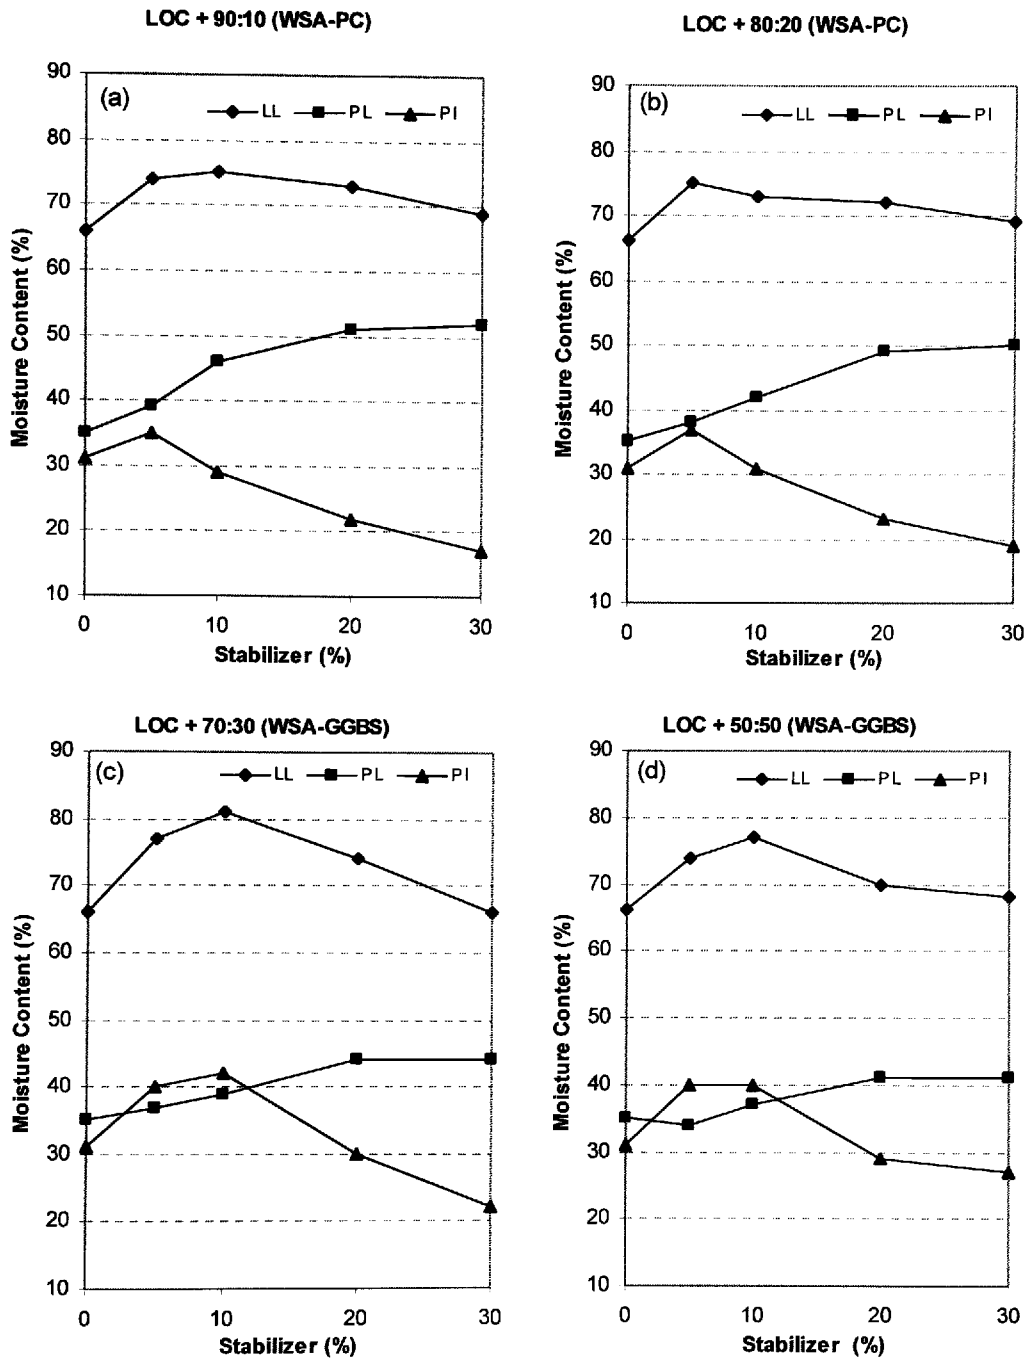 LOC + 90:10 (WSA-PC)
(a)
LL PL PI
90
80
70
60
50
40
30
20
10
Moisture Content (%)
0 10 20 30
Stabilizer (%)
LOC + 80:20 (WSA-PC)
(b)
LL PL PI
90
80
70
60
50
40
30
20
10
Moisture Content (%)
0 10 20 30
Stabilizer (%)
LOC + 70:30 (WSA-GGBS)
(c)
LL PL PI
90
80
70
60
50
40
30
20
10
Moisture Content (%)
0 10 20 30
Stabilizer (%)
LOC + 50:50 (WSA-GGBS)
(d)
LL PL PI
90
80
70
60
50
40
30
20
10
Moisture Content (%)
0 10 20 30
Stabilizer (%)